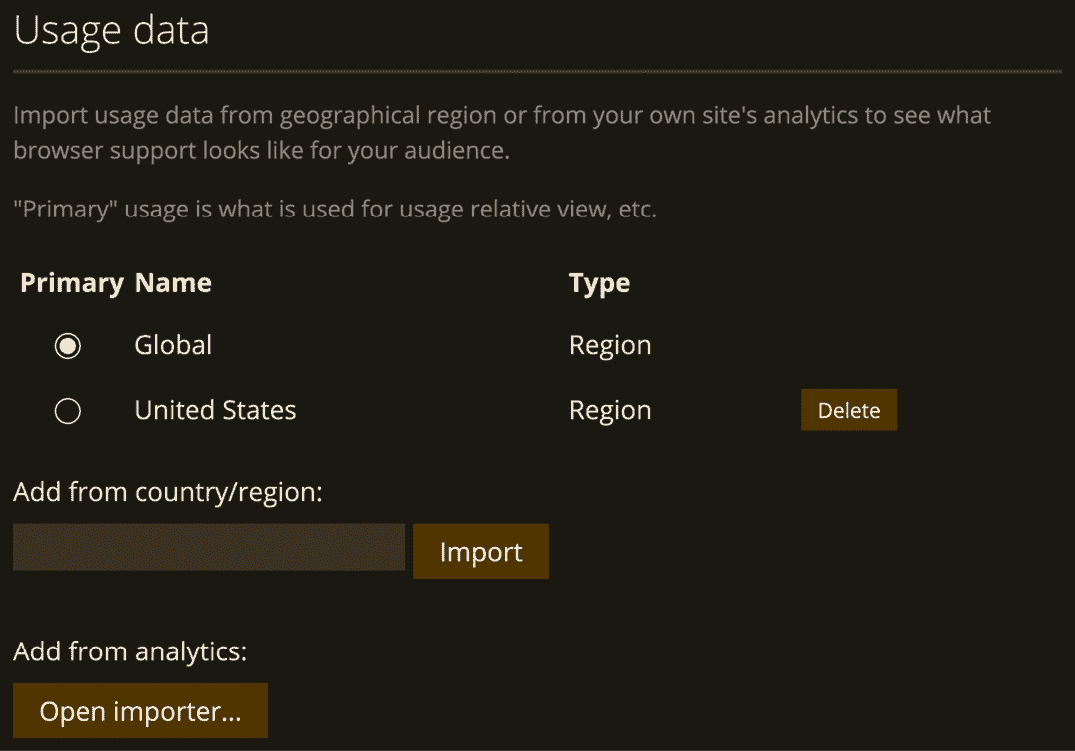 Usage data
Import usage data from geographical region or from your own site's analytics to see what
browser support looks like for your audience.
"Primary" usage is what is used for usage relative view, etc.
Primary Name Type
Global Region
United States Region Delete
Add from country/region:
Import
Add from analytics:
Open importer...